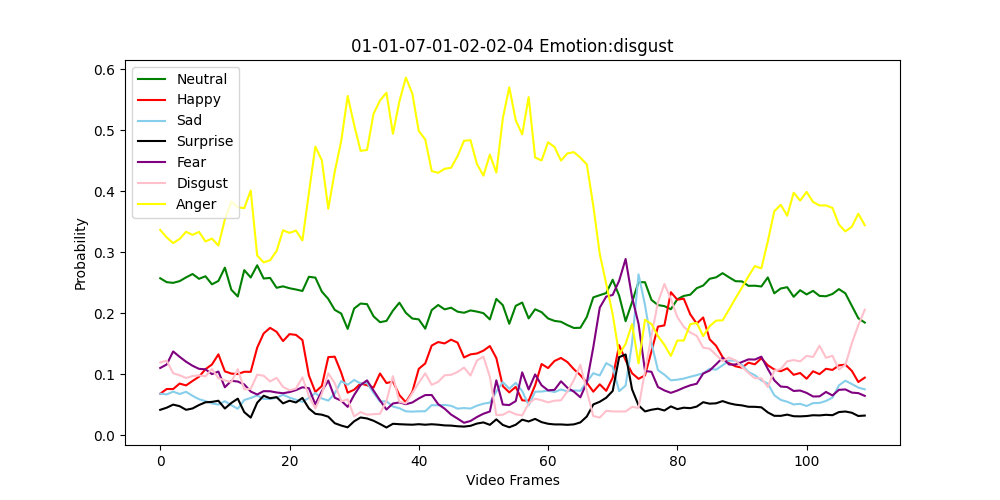 01-01-07-01-02-02-04 Emotion:disgust
0.6
0.5
0.4
0.3
0.2
0.1
0.0
Probability
Neutral
Happy
Sad
Surprise
Fear
Disgust
Anger
0 20 40 60 80 100
Video Frames